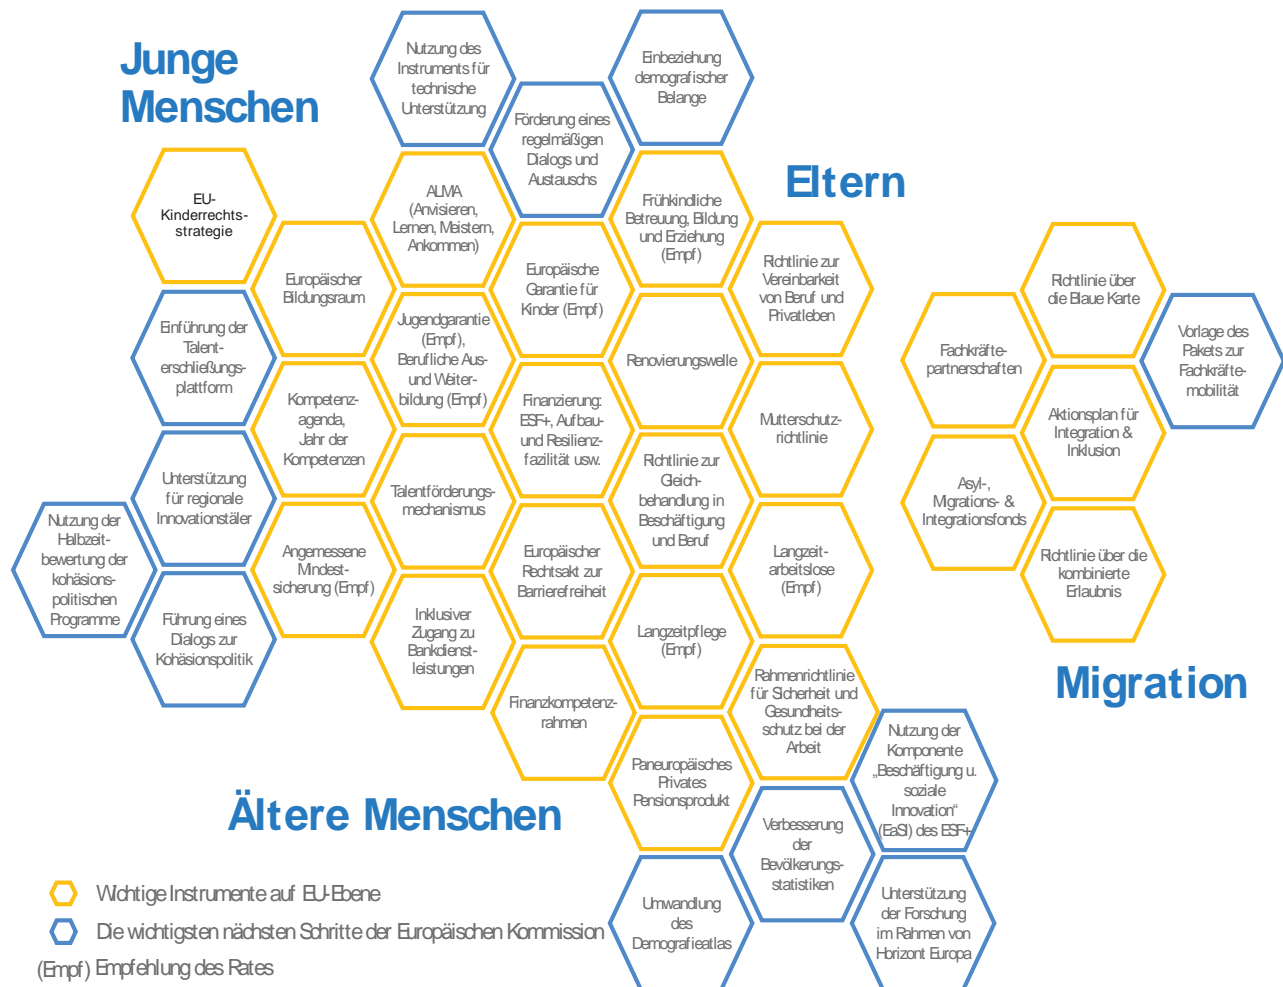 Junge
Menschen
Nutzung des
Instruments für
technische
Unterstützung
Förderung eines
regelmäßigen
Dialogs und
Austauschs
Einbeziehung
demografischer
Belange
Eltern
EU-
Kinderrechts-
strategie
ALMA
(Anvisieren,
Lernen, Meistern,
Ankommen)
Frühkindliche
Betreuung, Bildung
und Erziehung
(Empf)
Europäischer
Bildungsraum
Europäische
Garantie für
Kinder (Empf)
Richtlinie zur
Vereinbarkeit
von Beruf und
Privatleben
Einführung der
Talent-
erschließungs-
plattform
Jugendgarantie
(Empf),
Berufliche Aus-
und Weiter-
bildung (Empf)
Renovierungswelle
Kompetenz-
agenda,
Jahr der
Kompetenzen
Finanzierung:
ESF+, Aufbau-
und Resilienz-
fazilität usw.
Mutterschutz-
richtlinie
Unterstützung
für regionale
Innovationstäler
Talentförderungs-
mechanismus
Richtlinie zur
Gleich-
behandlung in
Beschäftigung
und Beruf
Nutzung der
Halbzeit-
bewertung der
kohäsions-
politischen
Programme
Angemessene
Mindest-
sicherung (Empf)
Europäischer
Rechtsakt zur
Barrierefreiheit
Langzeit-
arbeitslose
(Empf)
Führung eines
Dialogs zur
Kohäsionspolitik
Inklusiver
Zugang zu
Bankdienst-
leistungen
Langzeitpflege
(Empf)
Finanzkompetenz-
rahmen
Rahmenrichtlinie
für Sicherheit und
Gesundheits-
schutz bei der
Arbeit
Paneuropäisches
Privates
Pensionsprodukt
Nutzung der
Komponente
„Beschäftigung u.
soziale
Innovation“
(EaSI) des ESF+
Verbesserung
der
Bevölkerungs-
statistiken
Umwandlung
des
Demografieatlas
Unterstützung
der Forschung
im Rahmen von
Horizont Europa
Ältere Menschen
Richtlinie über
die Blaue Karte
Fachkräfte-
partnerschaften
Vorlage des
Pakets zur
Fachkräfte-
mobilität
Aktionsplan für
Integration &
Inklusion
Asyl-,
Migrations- &
Integrationsfonds
Richtlinie über die
kombinierte
Erlaubnis
Migration
Wichtige Instrumente auf EU-Ebene
Die wichtigsten nächsten Schritte der Europäischen Kommission
(Empf) Empfehlung des Rates